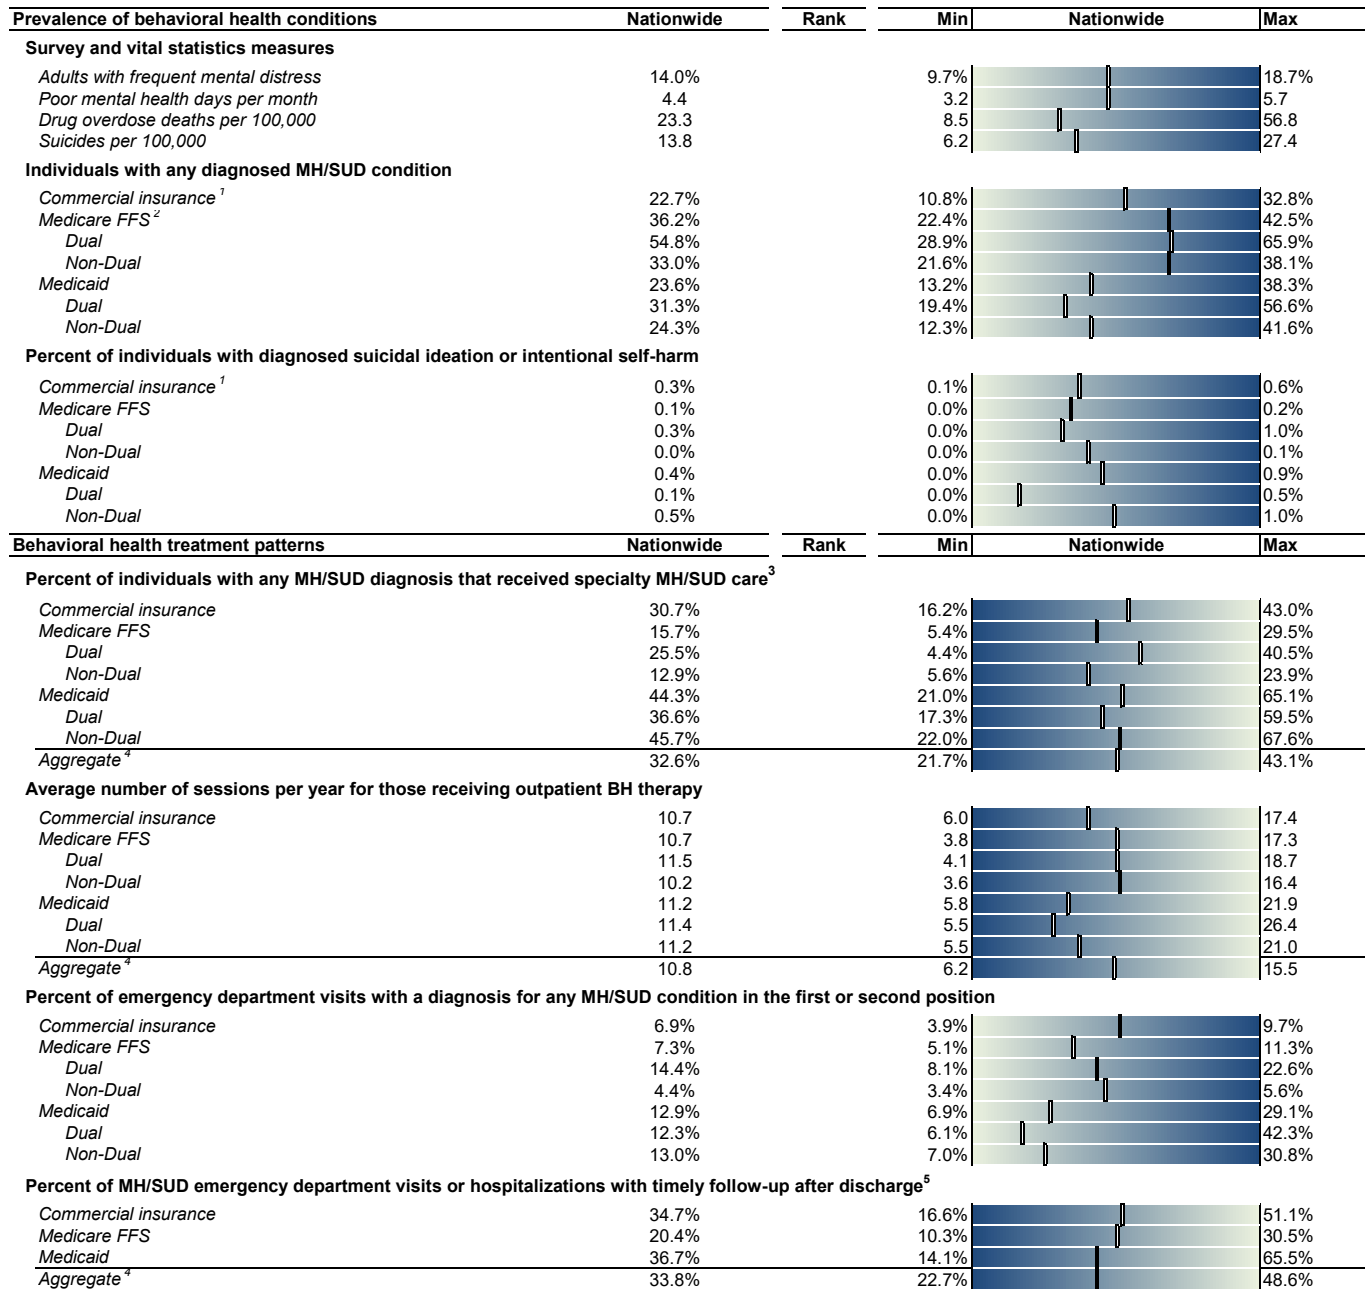 Prevalence of behavioral health conditions Nationwide Rank Min Nationwide Max
Survey and vital statistics measures
Adults with frequent mental distress 14.0% 9.7% 18.7%
Poor mental health days per month 4.4 3.2 5.7
Drug overdose deaths per 100,000 23.3 8.5 56.8
Suicides per 100,000 13.8 6.2 27.4
Individuals with any diagnosed MH/SUD condition
Commercial insurance 1 22.7% 10.8% 32.8%
Medicare FFS 2 36.2% 22.4% 42.5%
Dual 54.8% 28.9% 65.9%
Non-Dual 33.0% 21.6% 38.1%
Medicaid 23.6% 13.2% 38.3%
Dual 31.3% 19.4% 56.6%
Non-Dual 24.3% 12.3% 41.6%
Percent of individuals with diagnosed suicidal ideation or intentional self-harm
Commercial insurance 1 0.3% 0.1% 0.6%
Medicare FFS 0.1% 0.0% 0.2%
Dual 0.3% 0.0% 1.0%
Non-Dual 0.0% 0.0% 0.1%
Medicaid 0.4% 0.0% 0.9%
Dual 0.1% 0.0% 0.5%
Non-Dual 0.5% 0.0% 1.0%
Behavioral health treatment patterns Nationwide Rank Min Nationwide Max
Percent of individuals with any MH/SUD diagnosis that received specialty MH/SUD care3
Commercial insurance 30.7% 16.2% 43.0%
Medicare FFS 15.7% 5.4% 29.5%
Dual 25.5% 4.4% 40.5%
Non-Dual 12.9% 5.6% 23.9%
Medicaid 44.3% 21.0% 65.1%
Dual 36.6% 17.3% 59.5%
Non-Dual 45.7% 22.0% 67.6%
Aggregate 4 32.6% 21.7% 43.1%
Average number of sessions per year for those receiving outpatient BH therapy
Commercial insurance 10.7 6.0 17.4
Medicare FFS 10.7 3.8 17.3
Dual 11.5 4.1 18.7
Non-Dual 10.2 3.6 16.4
Medicaid 11.2 5.8 21.9
Dual 11.4 5.5 26.4
Non-Dual 11.2 5.5 21.0
Aggregate 4 10.8 6.2 15.5
Percent of emergency department visits with a diagnosis for any MH/SUD condition in the first or second position
Commercial insurance 6.9% 3.9% 9.7%
Medicare FFS 7.3% 5.1% 11.3%
Dual 14.4% 8.1% 22.6%
Non-Dual 4.4% 3.4% 5.6%
Medicaid 12.9% 6.9% 29.1%
Dual 12.3% 6.1% 42.3%
Non-Dual 13.0% 7.0% 30.8%
Percent of MH/SUD emergency department visits or hospitalizations with timely follow-up after discharge5
Commercial insurance 34.7% 16.6% 51.1%
Medicare FFS 20.4% 10.3% 30.5%
Medicaid 36.7% 14.1% 65.5%
Aggregate 4 33.8% 22.7% 48.6%